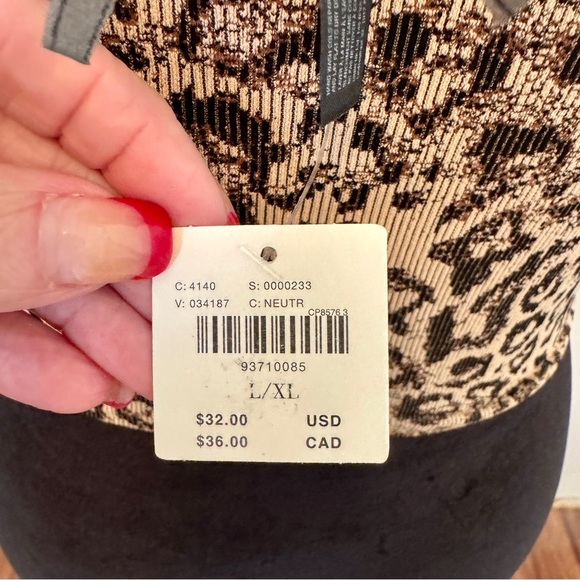 C: 4140 S: 0000233
V: 034187 C: NEUTR
CP8576 3
93710085
L/XL
$32.00 USD
$36.00 CAD